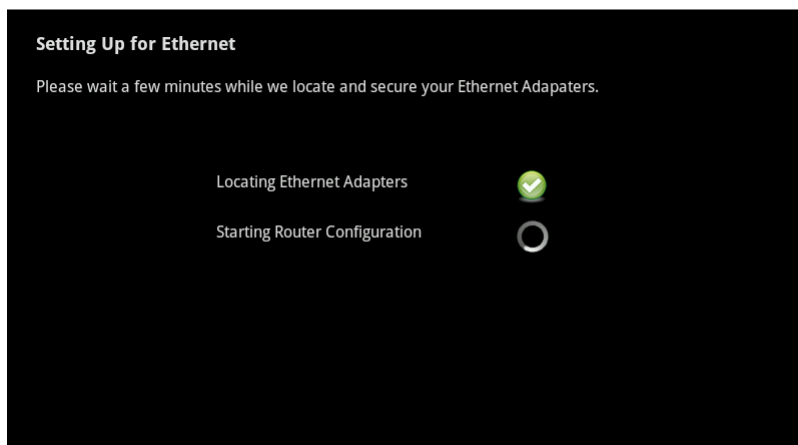 Setting Up for Ethernet
Please wait a few minutes while we locate and secure your Ethernet Adapaters.
Locating Ethernet Adapters
Starting Router Configuration